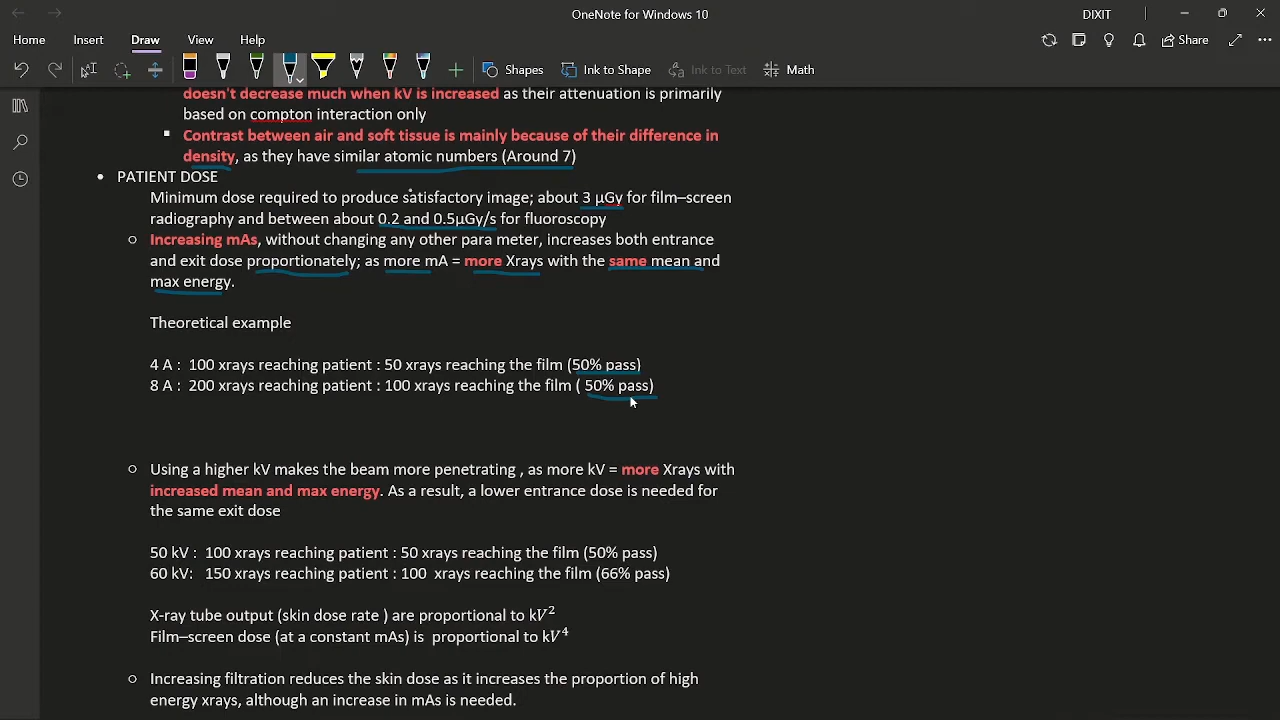 OneNote for Windows 10
DIXIT
Home Insert Draw View Help
Share
Shapes Ink to Shape Ink to Text Math
doesn't decrease much when kV is increased as their attenuation is primarily
based on compton interaction only
▪ Contrast between air and soft tissue is mainly because of their difference in
density, as they have similar atomic numbers (Around 7)
• PATIENT DOSE
Minimum dose required to produce satisfactory image; about 3 µGy for film–screen
radiography and between about 0.2 and 0.5µGy/s for fluoroscopy
o Increasing mAs, without changing any other para meter, increases both entrance
and exit dose proportionately; as more mA = more Xrays with the same mean and
max energy.
Theoretical example
4 A : 100 xrays reaching patient : 50 xrays reaching the film (50% pass)
8 A : 200 xrays reaching patient : 100 xrays reaching the film ( 50% pass)
o Using a higher kV makes the beam more penetrating , as more kV = more Xrays with
increased mean and max energy. As a result, a lower entrance dose is needed for
the same exit dose
50 kV : 100 xrays reaching patient : 50 xrays reaching the film (50% pass)
60 kV: 150 xrays reaching patient : 100 xrays reaching the film (66% pass)
X-ray tube output (skin dose rate ) are proportional to kV²
Film–screen dose (at a constant mAs) is proportional to kV⁴
o Increasing filtration reduces the skin dose as it increases the proportion of high
energy xrays, although an increase in mAs is needed.